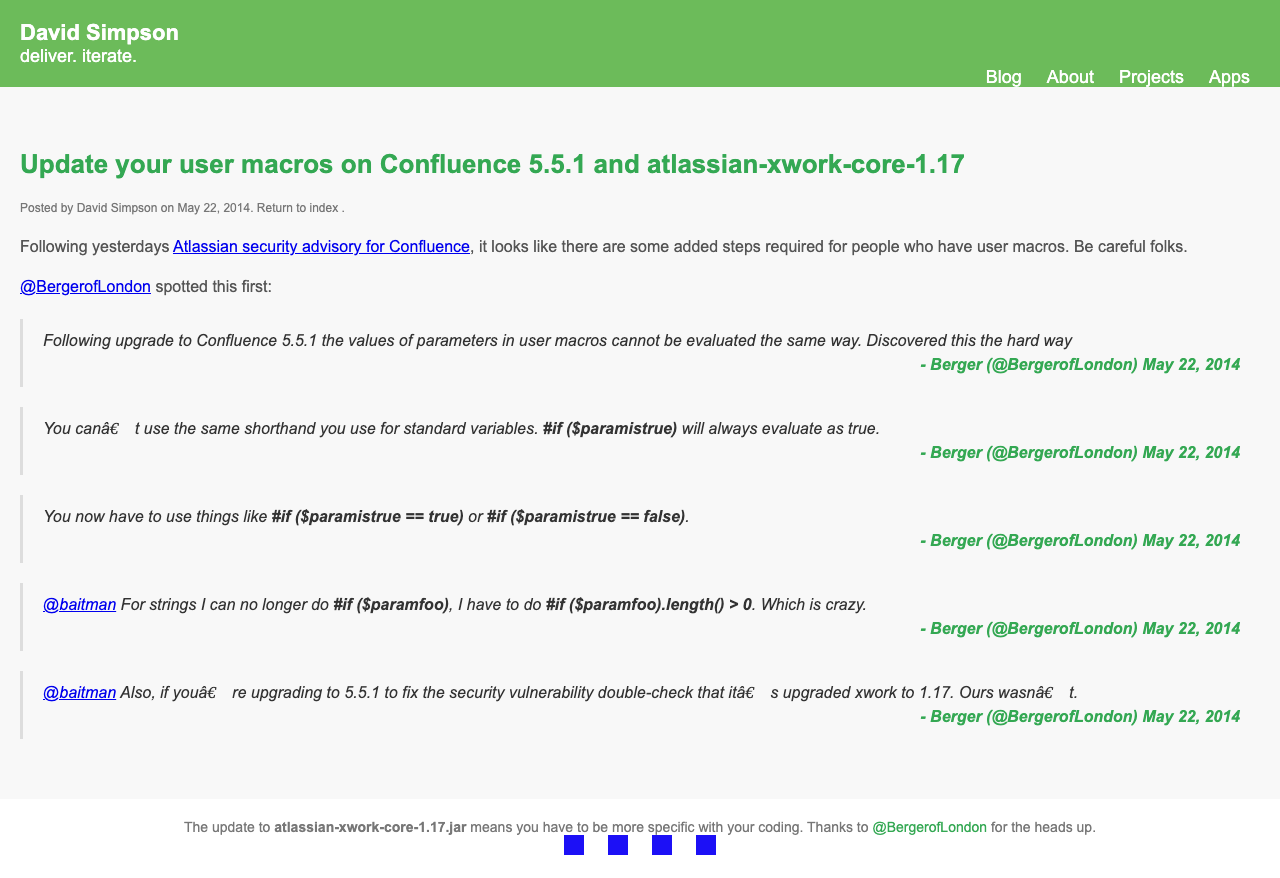 David Simpson
deliver. iterate.
Blog About Projects Apps
Update your user macros on Confluence 5.5.1 and atlassian-xwork-core-1.17
Posted by David Simpson on May 22, 2014. Return to index .
Following yesterdays Atlassian security advisory for Confluence, it looks like there are some added steps required for people who have user macros. Be careful folks.
@BergerofLondon spotted this first:
Following upgrade to Confluence 5.5.1 the values of parameters in user macros cannot be evaluated the same way. Discovered this the hard way
- Berger (@BergerofLondon) May 22, 2014
You canâ€ t use the same shorthand you use for standard variables. #if ($paramistrue) will always evaluate as true.
- Berger (@BergerofLondon) May 22, 2014
You now have to use things like #if ($paramistrue == true) or #if ($paramistrue == false).
- Berger (@BergerofLondon) May 22, 2014
@baitman For strings I can no longer do #if ($paramfoo), I have to do #if ($paramfoo).length() > 0. Which is crazy.
- Berger (@BergerofLondon) May 22, 2014
@baitman Also, if youâ€ re upgrading to 5.5.1 to fix the security vulnerability double-check that itâ€ s upgraded xwork to 1.17. Ours wasnâ€ t.
- Berger (@BergerofLondon) May 22, 2014
The update to atlassian-xwork-core-1.17.jar means you have to be more specific with your coding. Thanks to @BergerofLondon for the heads up.